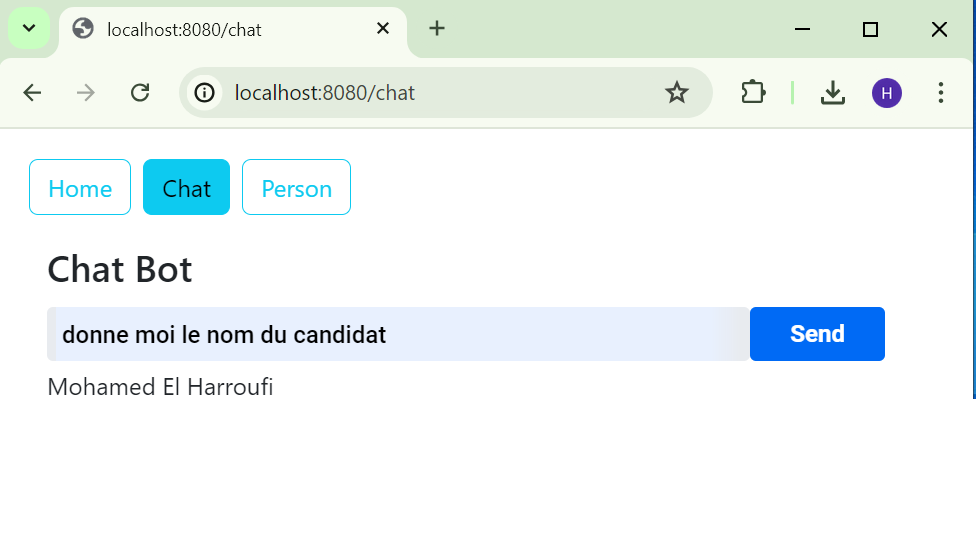 localhost:8080/chat
localhost:8080/chat
H
Home Chat Person
Chat Bot
donne moi le nom du candidat Send
Mohamed El Harroufi